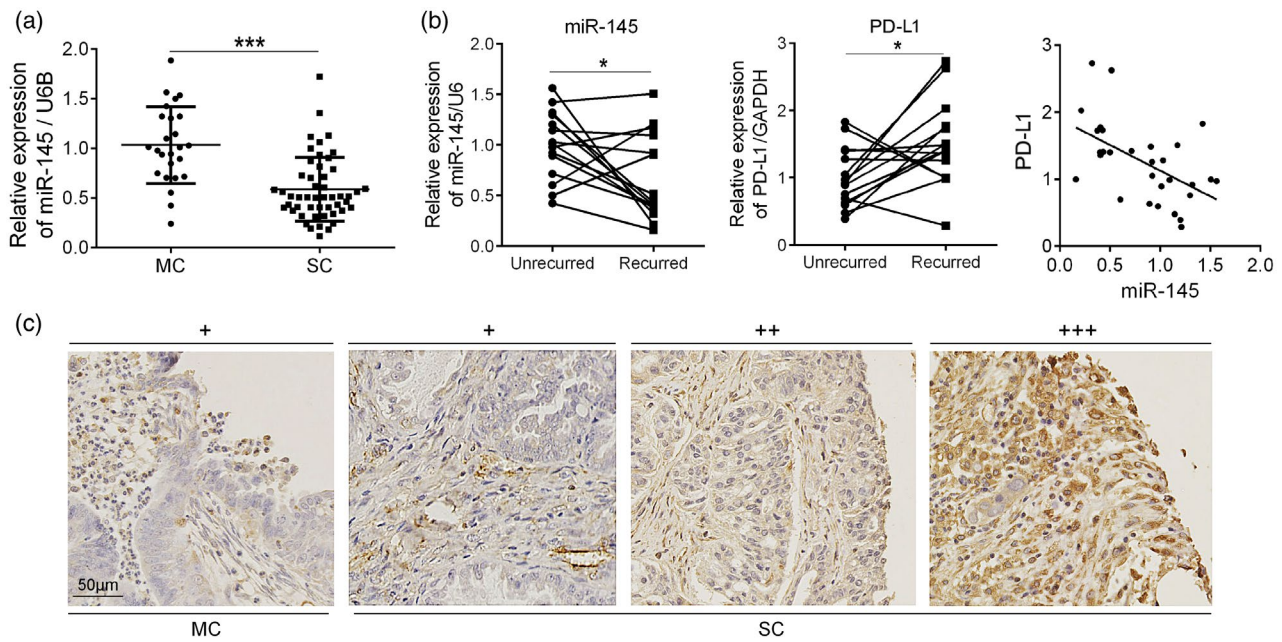 (a)
***
Relative expression
of miR-145 / U6B
2.0
1.5
1.0
0.5
0.0
MC
SC
(b)
miR-145
*
Relative expression
of miR-145/U6
2.0
1.5
1.0
0.5
0.0
Unrecurred
Recurred
PD-L1
*
Relative expression
of PD-L1/GAPDH
3
2
1
0
Unrecurred
Recurred
PD-L1
3
2
1
0
0.0
0.5
1.0
1.5
2.0
miR-145
(c)
+
+
++
+++
50μm
MC
SC